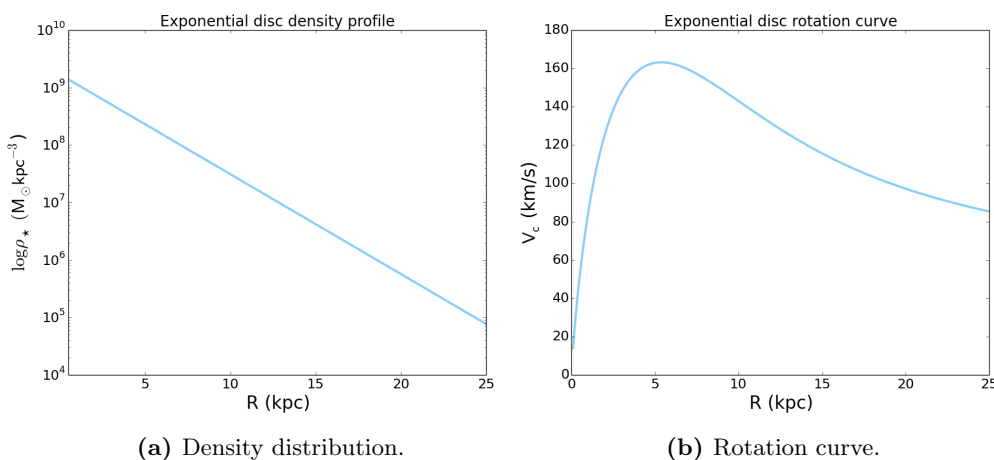 Exponential disc density profile
10^10
10^9
10^8
10^7
10^6
10^5
10^4
log ρ⋆ (M⊙kpc⁻³)
5 10 15 20 25
R (kpc)
(a) Density distribution.
Exponential disc rotation curve
180
160
140
120
100
80
60
40
20
0
V_c (km/s)
0 5 10 15 20 25
R (kpc)
(b) Rotation curve.